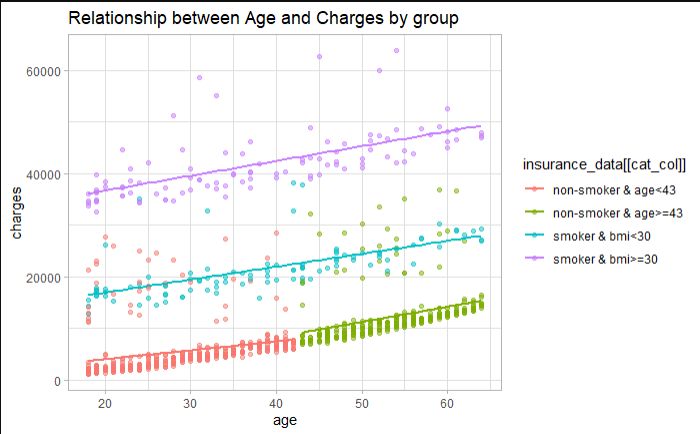 Relationship between Age and Charges by group
60000
40000
20000
0
charges
20
30
40
50
60
age
insurance_data[[cat_col]]
non-smoker & age<43
non-smoker & age>=43
smoker & bmi<30
smoker & bmi>=30